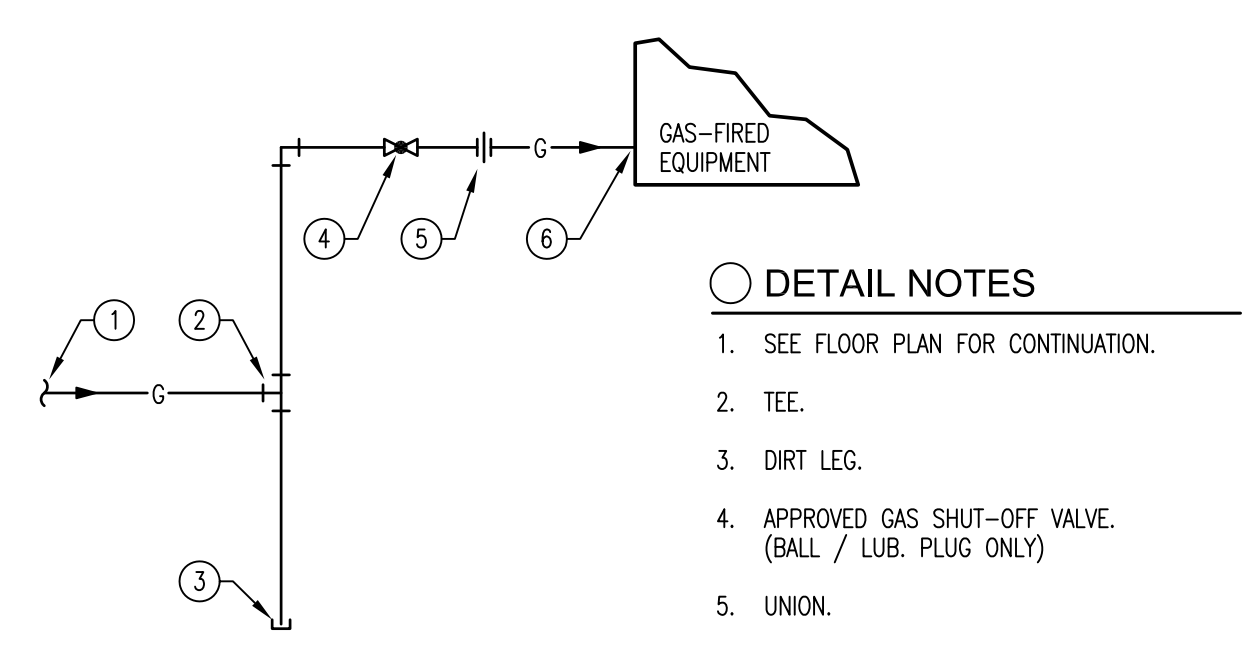 GAS-FIRED
EQUIPMENT
G
4
5
6
1
2
G
3
DETAIL NOTES
1. SEE FLOOR PLAN FOR CONTINUATION.
2. TEE.
3. DIRT LEG.
4. APPROVED GAS SHUT-OFF VALVE.
(BALL / LUB. PLUG ONLY)
5. UNION.